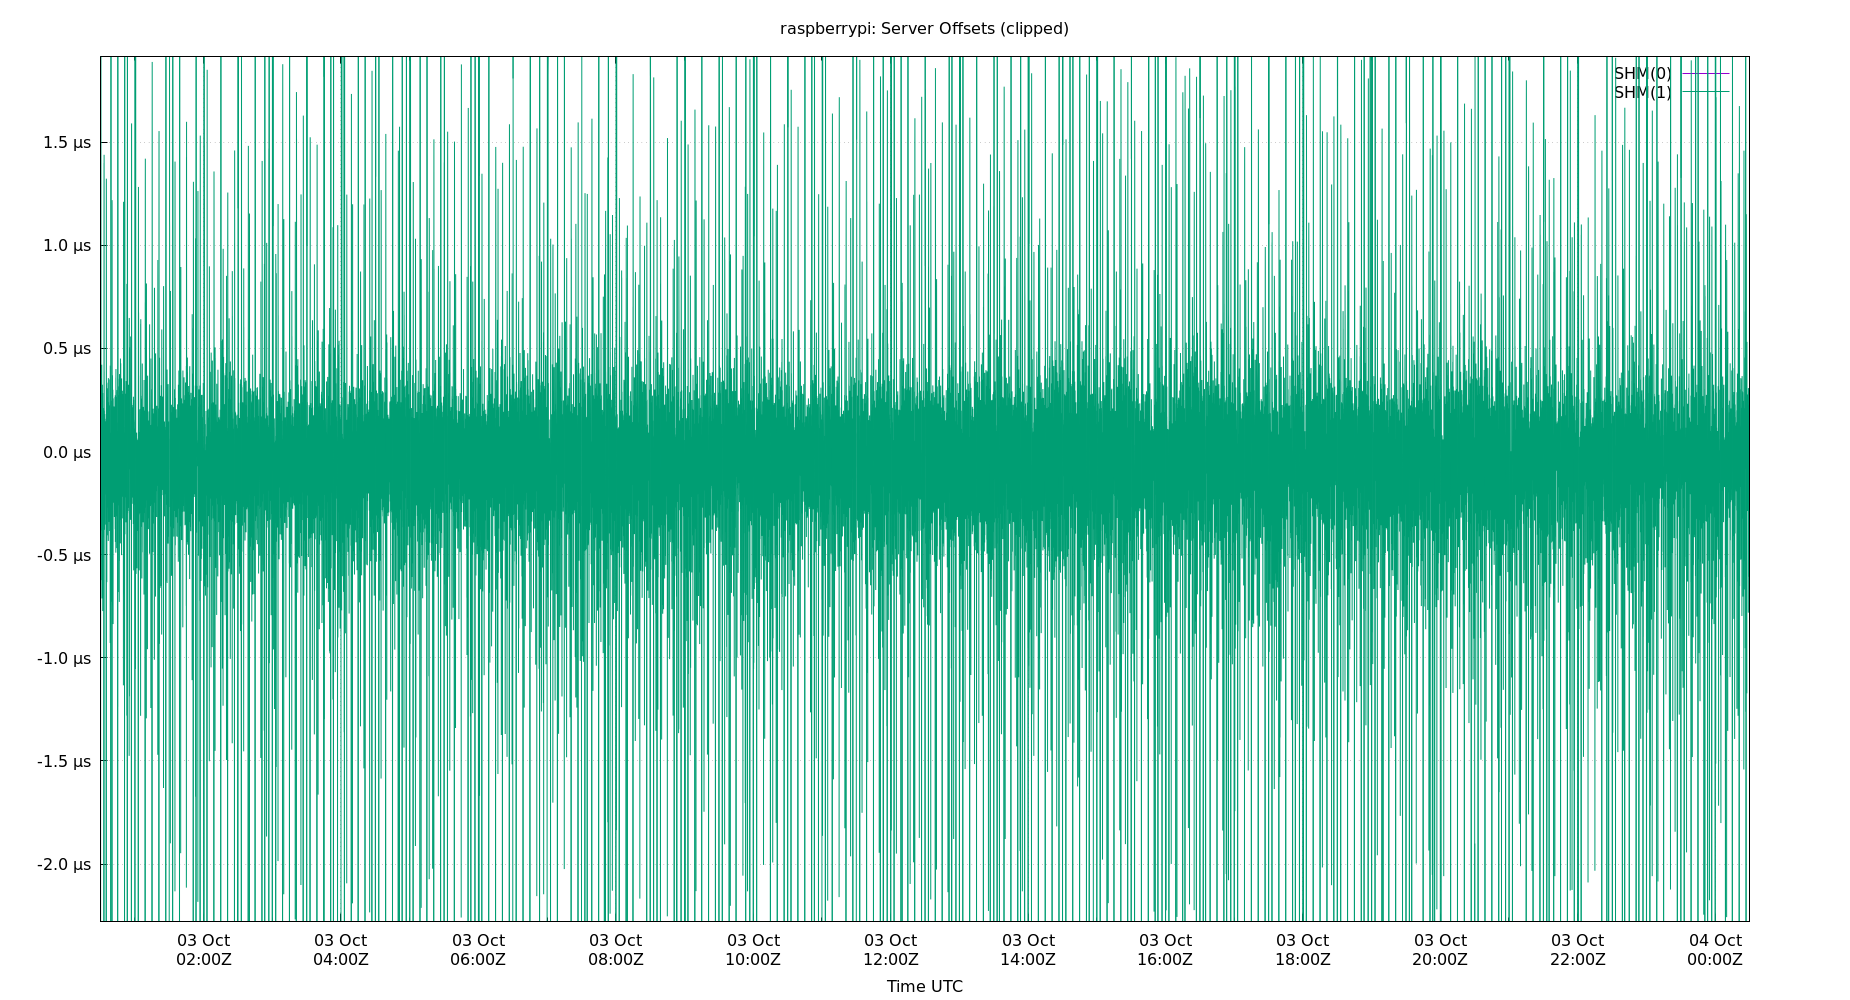 raspberrypi: Server Offsets (clipped)
SHM(0)
SHM(1)
1.5 µs
1.0 µs
0.5 µs
0.0 µs
-0.5 µs
-1.0 µs
-1.5 µs
-2.0 µs
03 Oct 03 Oct 03 Oct 03 Oct 03 Oct 03 Oct 03 Oct 03 Oct 03 Oct 03 Oct 03 Oct 04 Oct
02:00Z 04:00Z 06:00Z 08:00Z 10:00Z 12:00Z 14:00Z 16:00Z 18:00Z 20:00Z 22:00Z 00:00Z
Time UTC